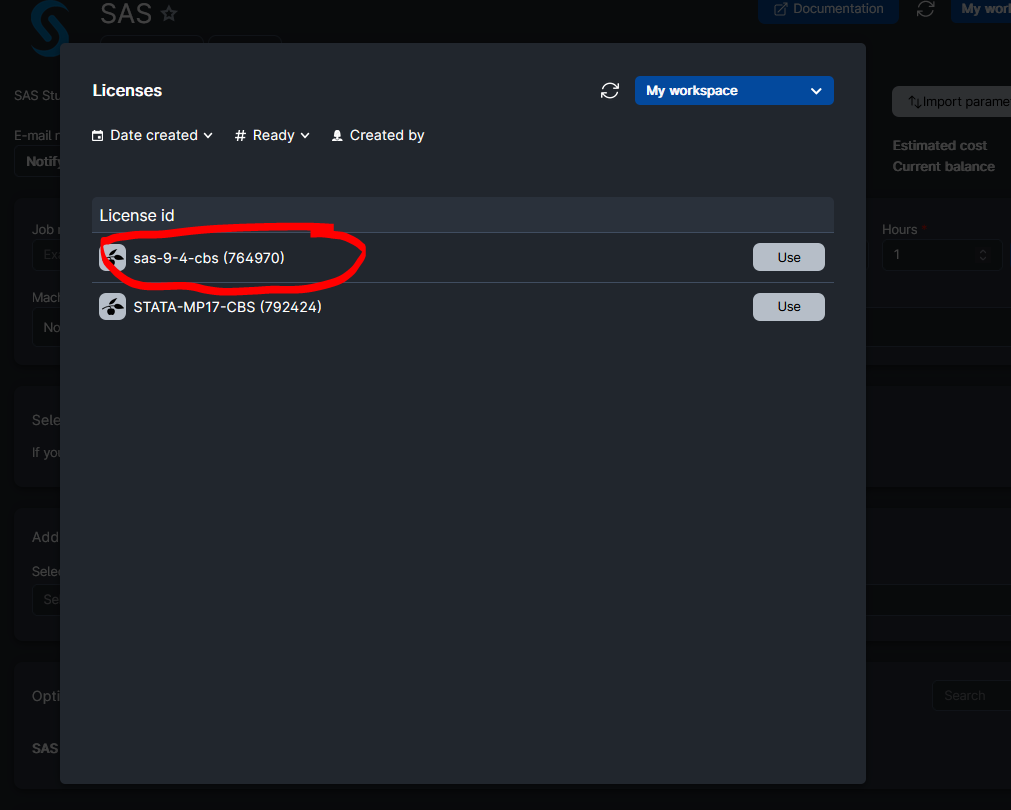 SAS
Documentation
My work
Licenses
My workspace
SAS Stu
Import parame
Date created
# Ready
Created by
E-mail n
Notify
Estimated cost
Current balance
License id
Job n
Hours *
Exa
sas-9-4-cbs (764970)
Use
1
Mach
STATA-MP17-CBS (792424)
Use
No
Sele
If you
Add
Selec
Se
Opti
Search
SAS